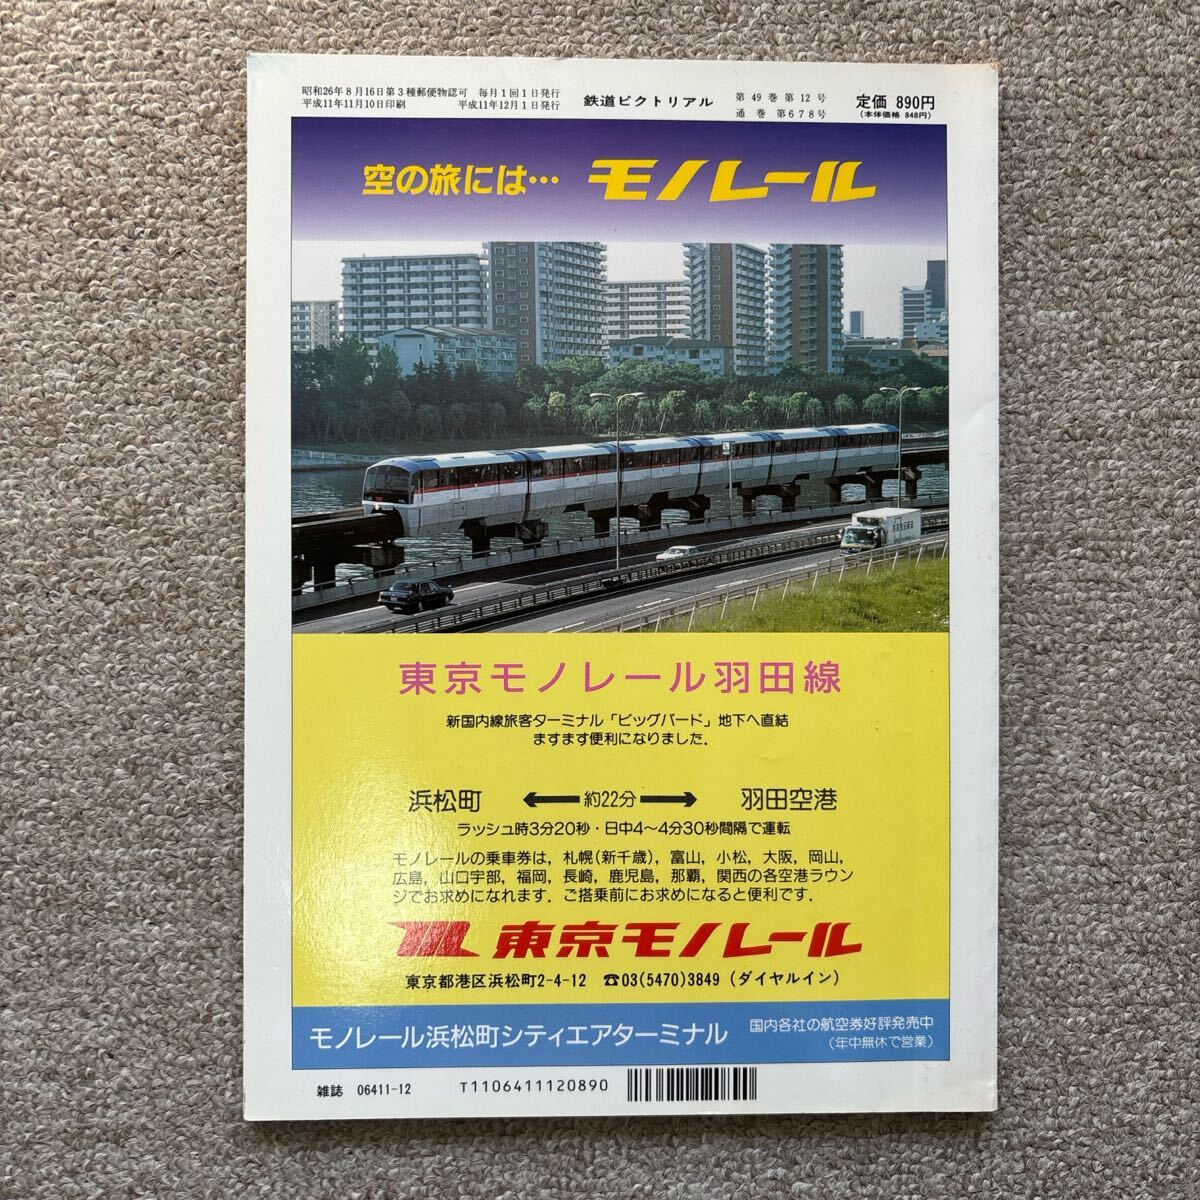 昭和26年8月16日第3種郵便物認可 毎月1回1日発行
平成11年11月10日印刷 平成11年12月1日発行
鉄道ピクトリアル
第49巻第12号
通巻 第678号
定価 890円
(本体価格 848円)
空の旅には… モノレール
東京モノレール羽田線
新国内線旅客ターミナル「ビッグバード」地下へ直結
ますます便利になりました.
浜松町 ←約22分→ 羽田空港
ラッシュ時3分20秒・日中4〜4分30秒間隔で運転
モノレールの乗車券は,札幌(新千歳),富山,小松,大阪,岡山,
広島,山口宇部,福岡,長崎,鹿児島,那覇,関西の各空港ラウン
ジでお求めになれます.ご搭乗前にお求めになると便利です.
東京モノレール
東京都港区浜松町2-4-12 ☎03(5470)3849 (ダイヤルイン)
モノレール浜松町シティエアターミナル
国内各社の航空券好評発売中
(年中無休で営業)
雑誌 06411-12
T1106411120890